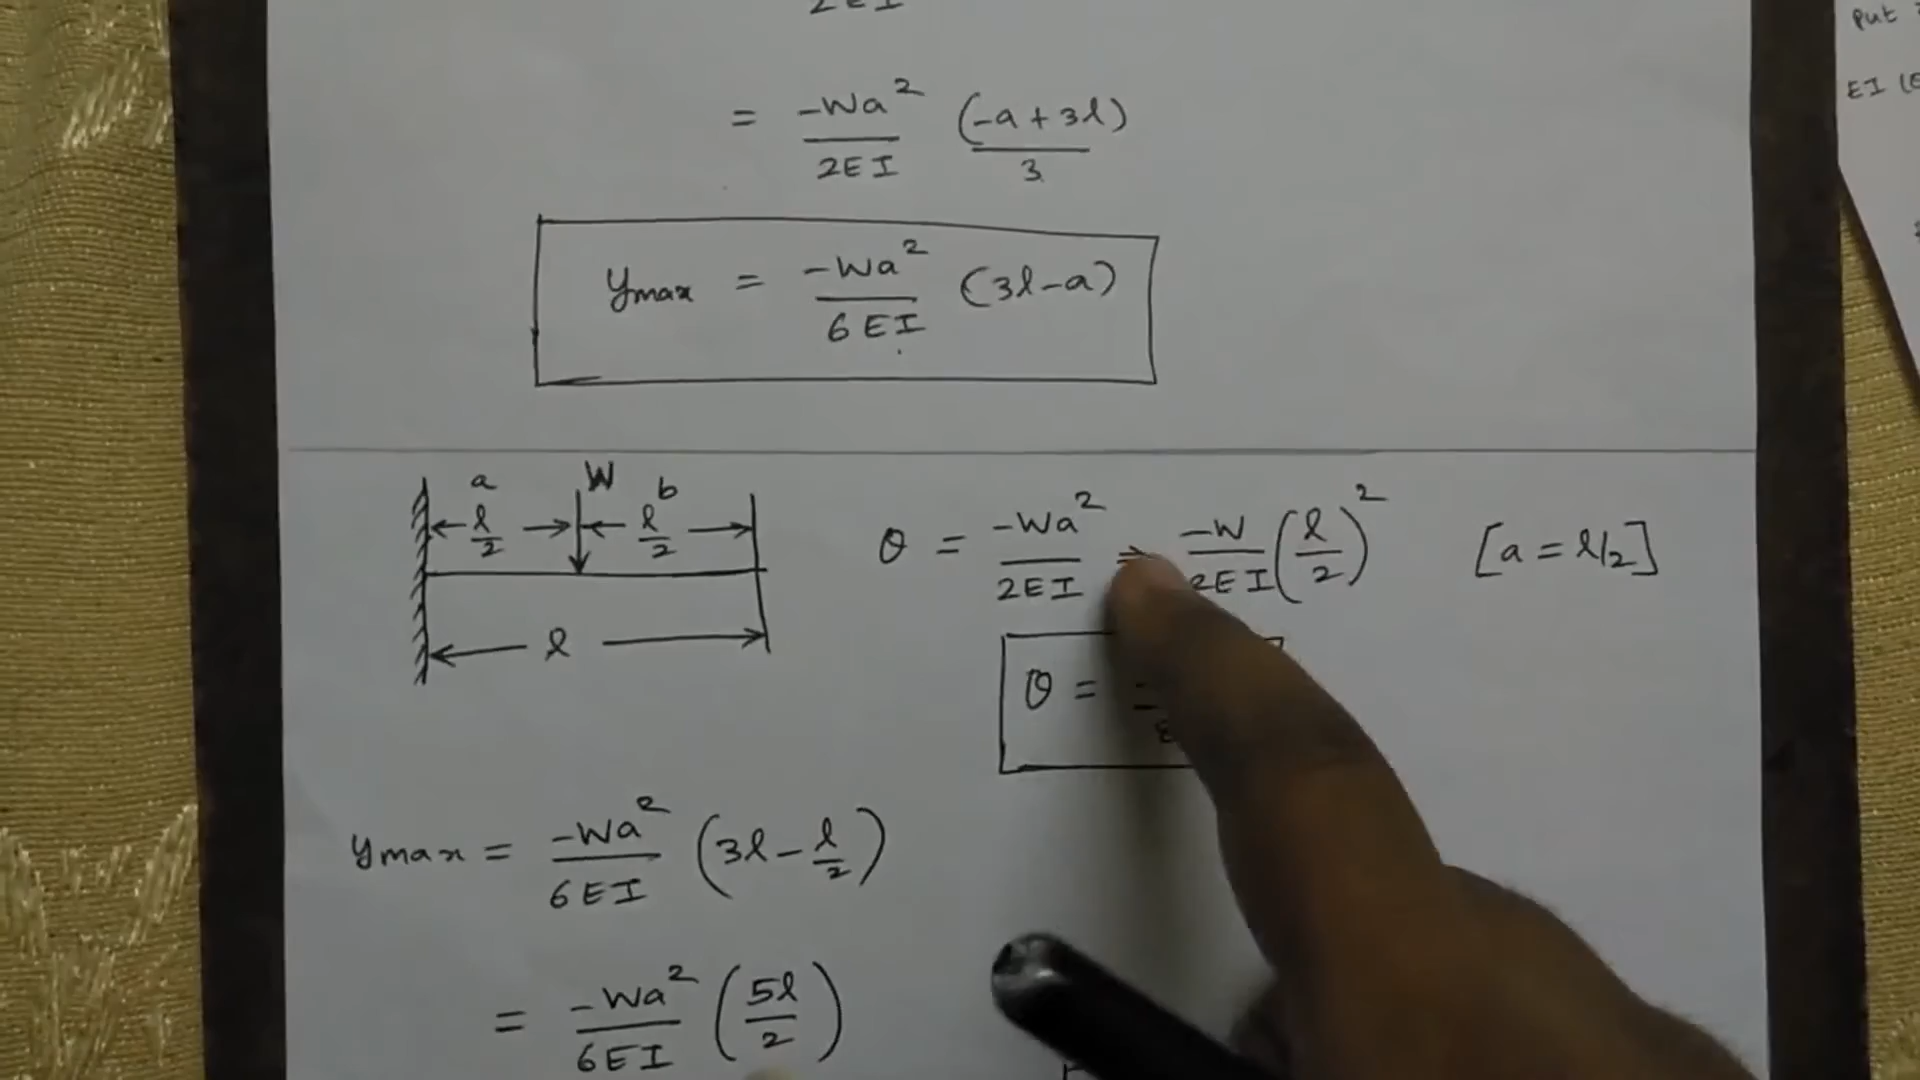 2EI
= -Wa² / 2EI (-a + 3l) / 3
ymax = -Wa² / 6EI (3l-a)
a W b
l/2 l/2
l
θ = -Wa² / 2EI = -W / 2EI (l/2)² [a = l/2]
θ =
ymax = -Wa² / 6EI (3l - l/2)
= -Wa² / 6EI (5l/2)
Put
EI